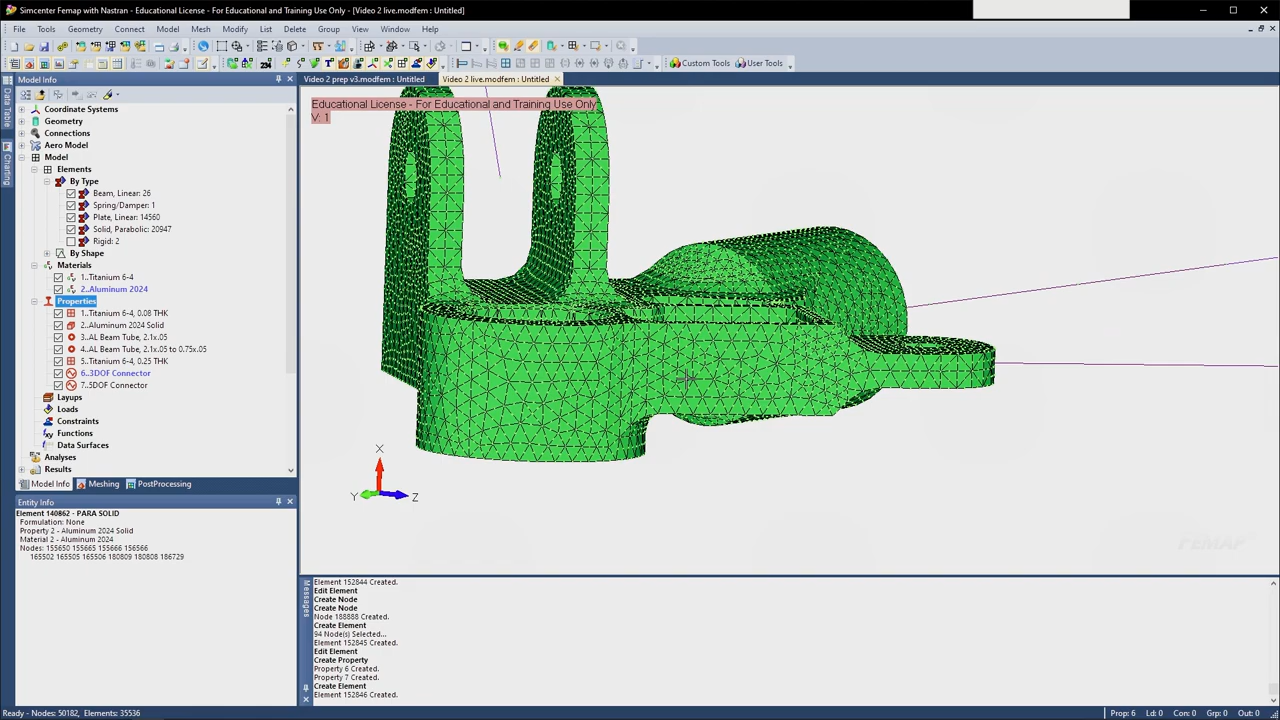 Simcenter Femap with Nastran - Educational License - For Educational and Training Use Only - [Video 2 live.modfem : Untitled]
File Tools Geometry Connect Model Mesh Modify List Delete Group View Window Help
Custom Tools User Tools
Model Info
Video 2 prep v3.modfem : Untitled Video 2 live.modfem : Untitled
Data Table
Charting
Coordinate Systems
Geometry
Connections
Aero Model
Model
Elements
By Type
Beam, Linear: 26
Spring/Damper: 1
Plate, Linear: 14560
Solid, Parabolic: 20947
Rigid: 2
By Shape
Materials
1..Titanium 6-4
2..Aluminum 2024
Properties
1..Titanium 6-4, 0.08 THK
2..Aluminum 2024 Solid
3..AL Beam Tube, 2.1x.05
4..AL Beam Tube, 2.1x.05 to 0.75x.05
5..Titanium 6-4, 0.25 THK
6..3DOF Connector
7..5DOF Connector
Layups
Loads
Constraints
Functions
Data Surfaces
Analyses
Results
Model Info Meshing PostProcessing
Entity Info
Element 140862 - PARA SOLID
Formulation: None
Property 2 - Aluminum 2024 Solid
Material 2 - Aluminum 2024
Nodes: 155650 155665 155666 156566
165502 165505 165506 180809 180808 186729
Educational License - For Educational and Training Use Only
V: 1
X
Y
Z
FEMAP
Messages
Element 152844 Created.
Edit Element
Create Node
Create Node
Node 188888 Created.
Create Element
94 Node(s) Selected...
Element 152845 Created.
Edit Element
Create Property
Property 6 Created.
Property 7 Created.
Create Element
Element 152846 Created.
Ready - Nodes: 50182, Elements: 35536
Prop: 6 Ld: 0 Con: 0 Grp: 0 Out: 0